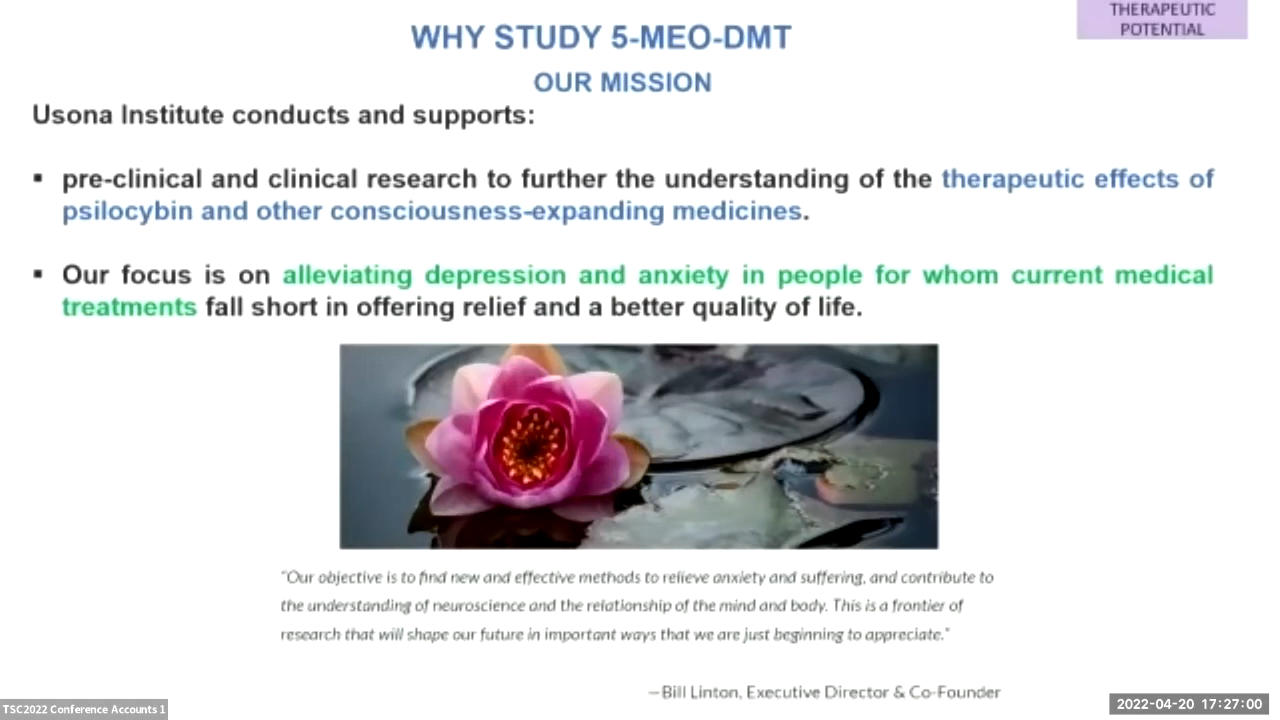 THERAPEUTIC
POTENTIAL
WHY STUDY 5-MEO-DMT
OUR MISSION
Usona Institute conducts and supports:
▪ pre-clinical and clinical research to further the understanding of the therapeutic effects of
psilocybin and other consciousness-expanding medicines.
▪ Our focus is on alleviating depression and anxiety in people for whom current medical
treatments fall short in offering relief and a better quality of life.
"Our objective is to find new and effective methods to relieve anxiety and suffering, and contribute to
the understanding of neuroscience and the relationship of the mind and body. This is a frontier of
research that will shape our future in important ways that we are just beginning to appreciate."
—Bill Linton, Executive Director & Co-Founder
TSC2022 Conference Accounts 1
2022-04-20 17:27:00